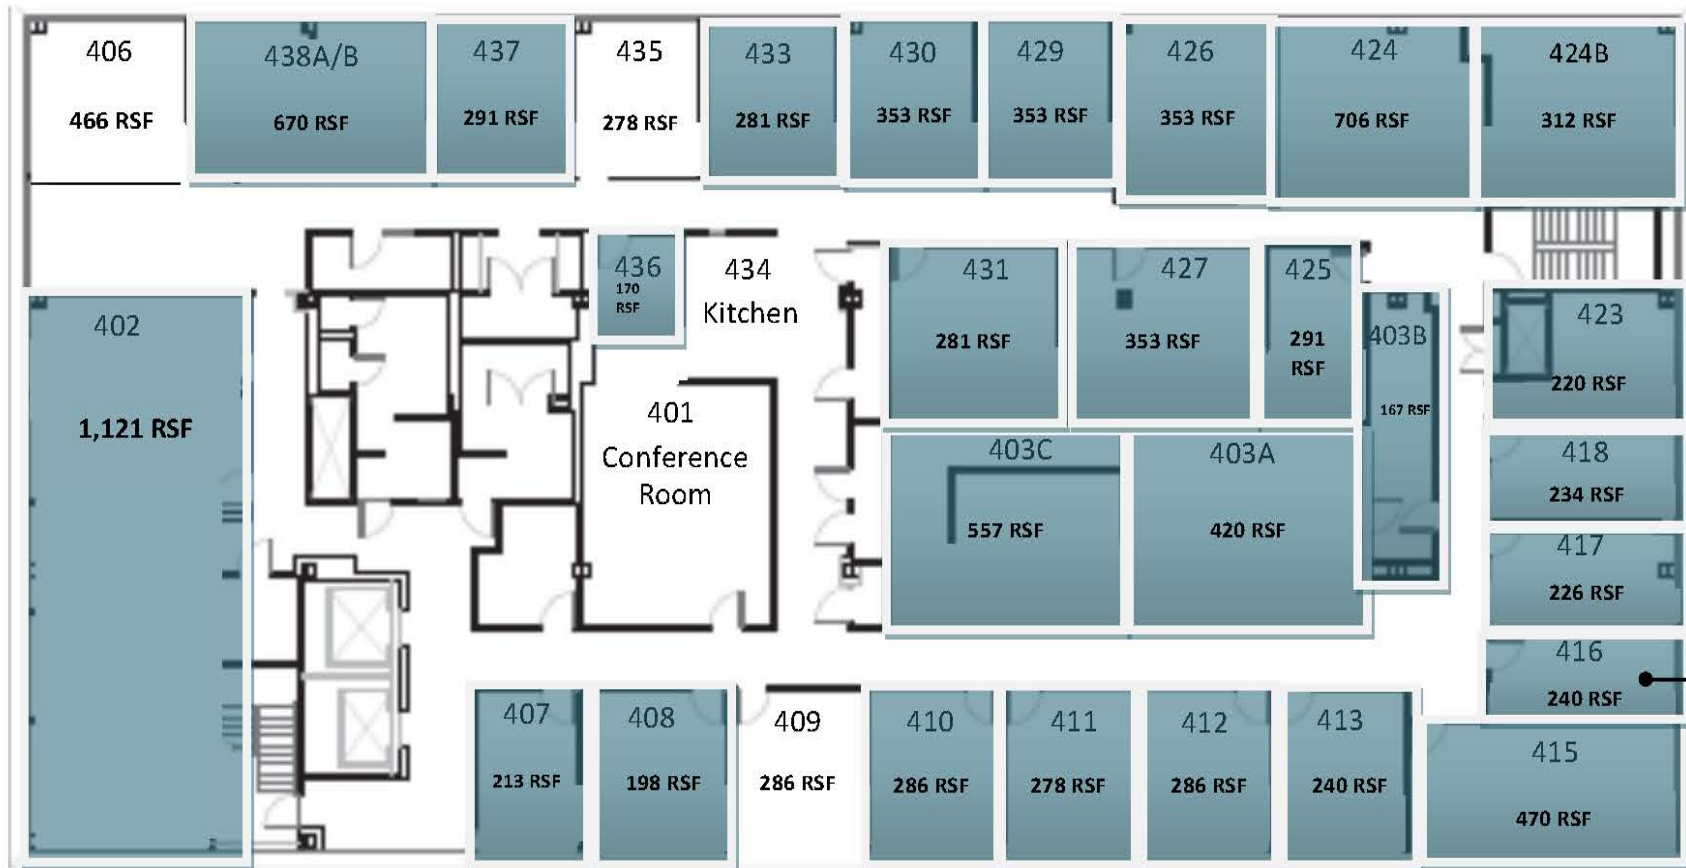 406
466 RSF
438A/B
670 RSF
437
291 RSF
435
278 RSF
433
281 RSF
430
353 RSF
429
353 RSF
426
353 RSF
424
706 RSF
424B
312 RSF
436
170
RSF
434
Kitchen
431
281 RSF
427
353 RSF
425
291
RSF
403B
167 RSF
423
220 RSF
402
1,121 RSF
401
Conference
Room
403C
557 RSF
403A
420 RSF
418
234 RSF
417
226 RSF
416
240 RSF
407
213 RSF
408
198 RSF
409
286 RSF
410
286 RSF
411
278 RSF
412
286 RSF
413
240 RSF
415
470 RSF